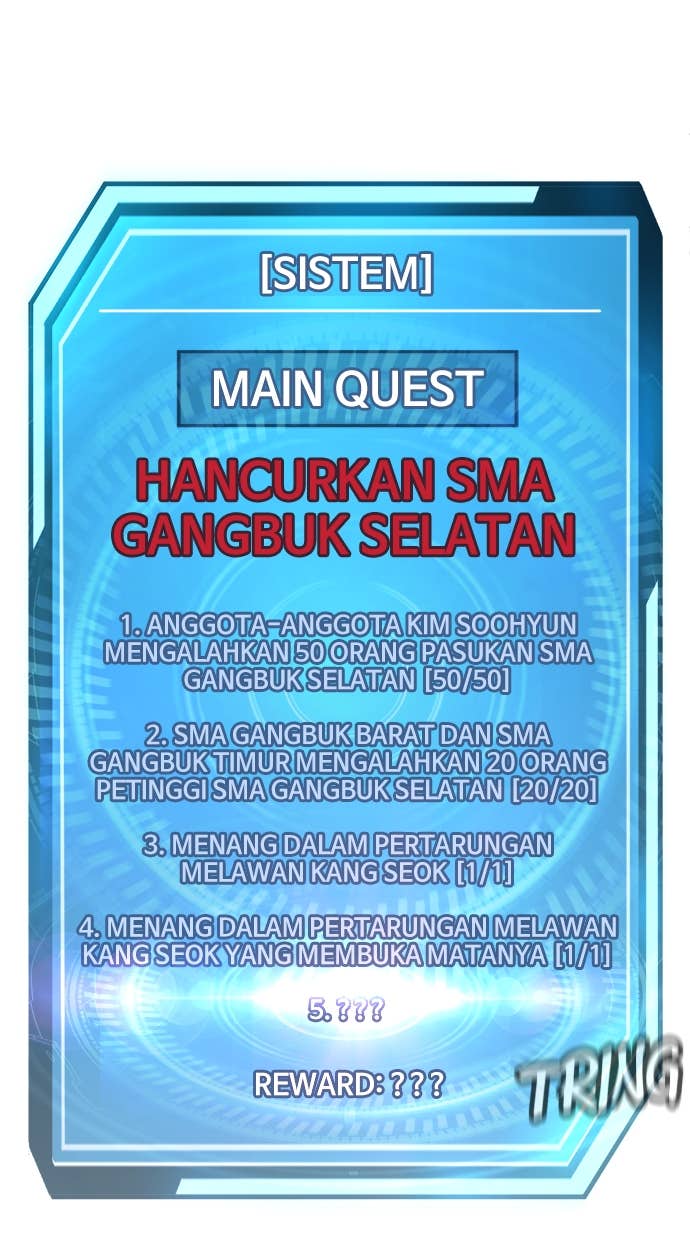 [SISTEM]
MAIN QUEST
HANCURKAN SMA
GANGBUK SELATAN
1. ANGGOTA-ANGGOTA KIM SOOHYUN
MENGALAHKAN 50 ORANG PASUKAN SMA
GANGBUK SELATAN [50/50]
2. SMA GANGBUK BARAT DAN SMA
GANGBUK TIMUR MENGALAHKAN 20 ORANG
PETINGGI SMA GANGBUK SELATAN [20/20]
3. MENANG DALAM PERTARUNGAN
MELAWAN KANG SEOK [1/1]
4. MENANG DALAM PERTARUNGAN MELAWAN
KANG SEOK YANG MEMBUKA MATANYA [1/1]
5. ???
REWARD: ???
TRING